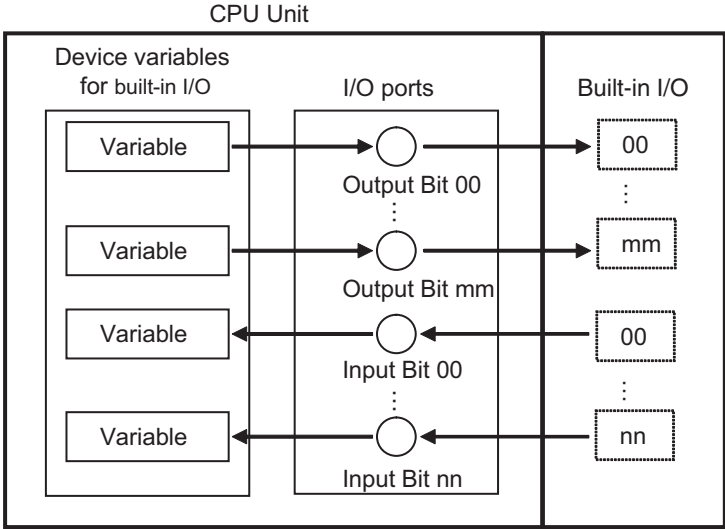 CPU Unit
Device variables
for built-in I/O
I/O ports
Built-in I/O
Variable
00
Output Bit 00
Variable
mm
Output Bit mm
Variable
00
Input Bit 00
Variable
nn
Input Bit nn